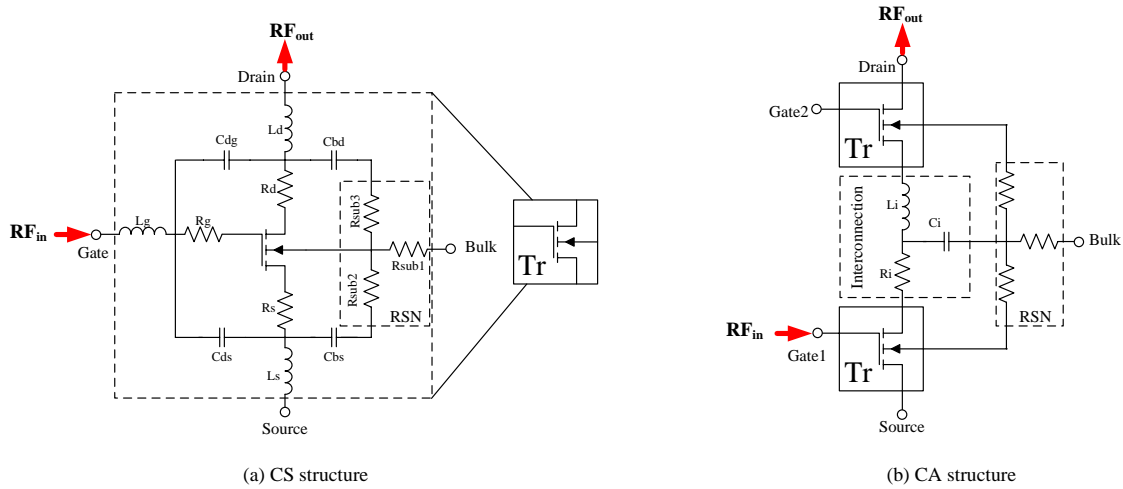 RFout
Drain
Ld
Cdg
Cbd
Rd
Rsub3
Lg
Rg
RFin
Gate
Bulk
Rsub1
Rsub2
Rs
RSN
Cds
Cbs
Ls
Source
Tr
(a) CS structure
RFout
Drain
Gate2
Tr
Interconnection
Li
Ci
Bulk
Ri
RSN
RFin
Gate1
Tr
Source
(b) CA structure